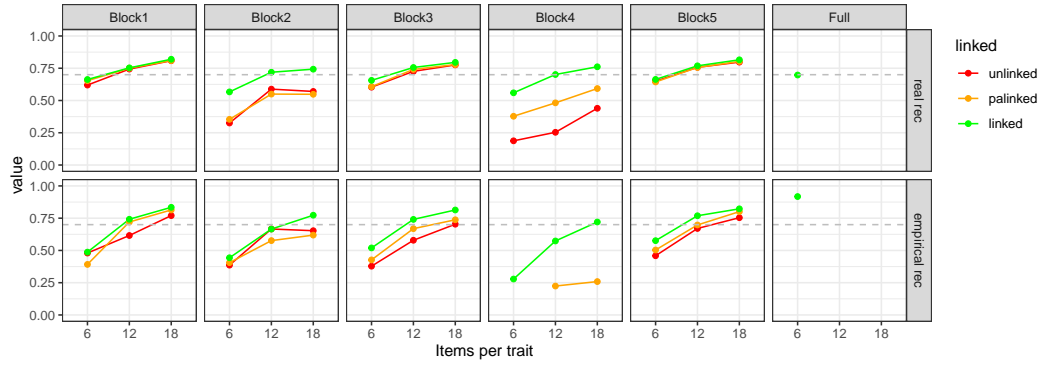 Block1 Block2 Block3 Block4 Block5 Full
1.00
0.75
0.50
0.25
0.00
real rec
1.00
0.75
0.50
0.25
0.00
empirical rec
value
6 12 18 6 12 18 6 12 18 6 12 18 6 12 18 6 12 18
Items per trait
linked
unlinked
palinked
linked